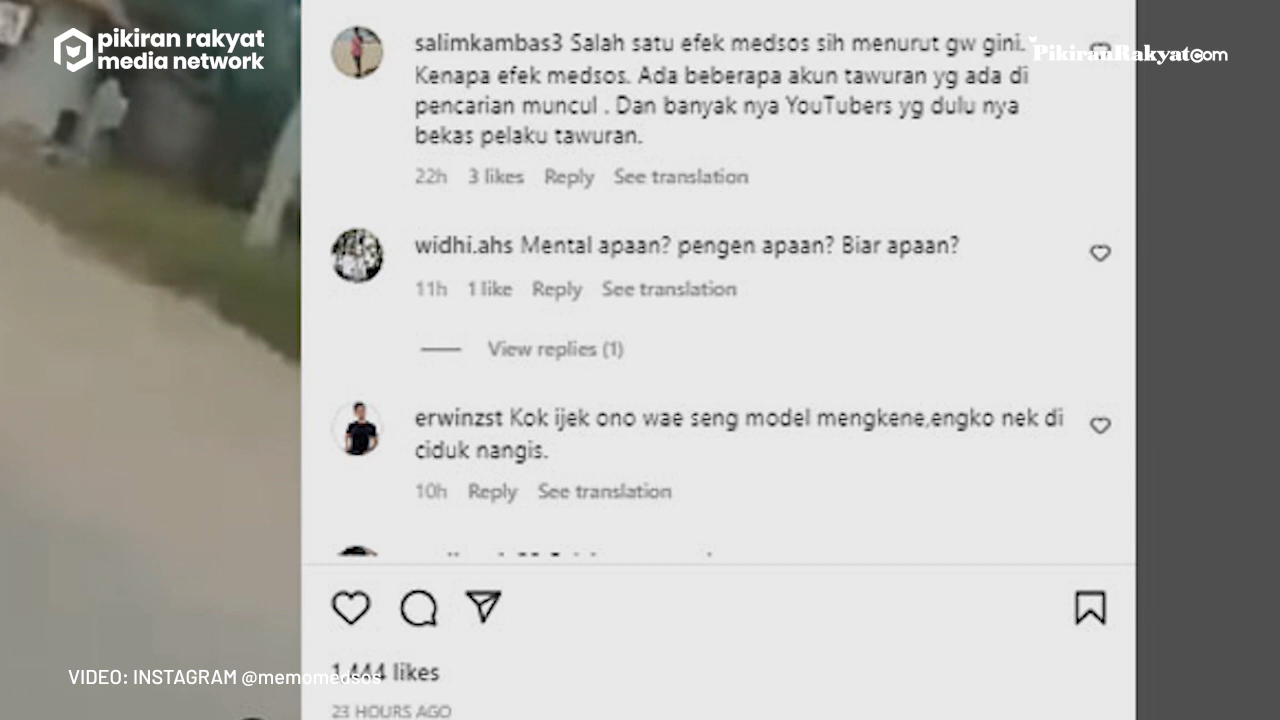 pikiran rakyat
media network
PikiranRakyat.com
salimkambas3 Salah satu efek medsos sih menurut gw gini.
Kenapa efek medsos. Ada beberapa akun tawuran yg ada di
pencarian muncul . Dan banyak nya YouTubers yg dulu nya
bekas pelaku tawuran.
22h 3 likes Reply See translation
widhi.ahs Mental apaan? pengen apaan? Biar apaan?
11h 1 like Reply See translation
View replies (1)
erwinzst Kok ijek ono wae seng model mengkene,engko nek di
ciduk nangis.
10h Reply See translation
1,444 likes
VIDEO: INSTAGRAM @memomedsos
23 HOURS AGO